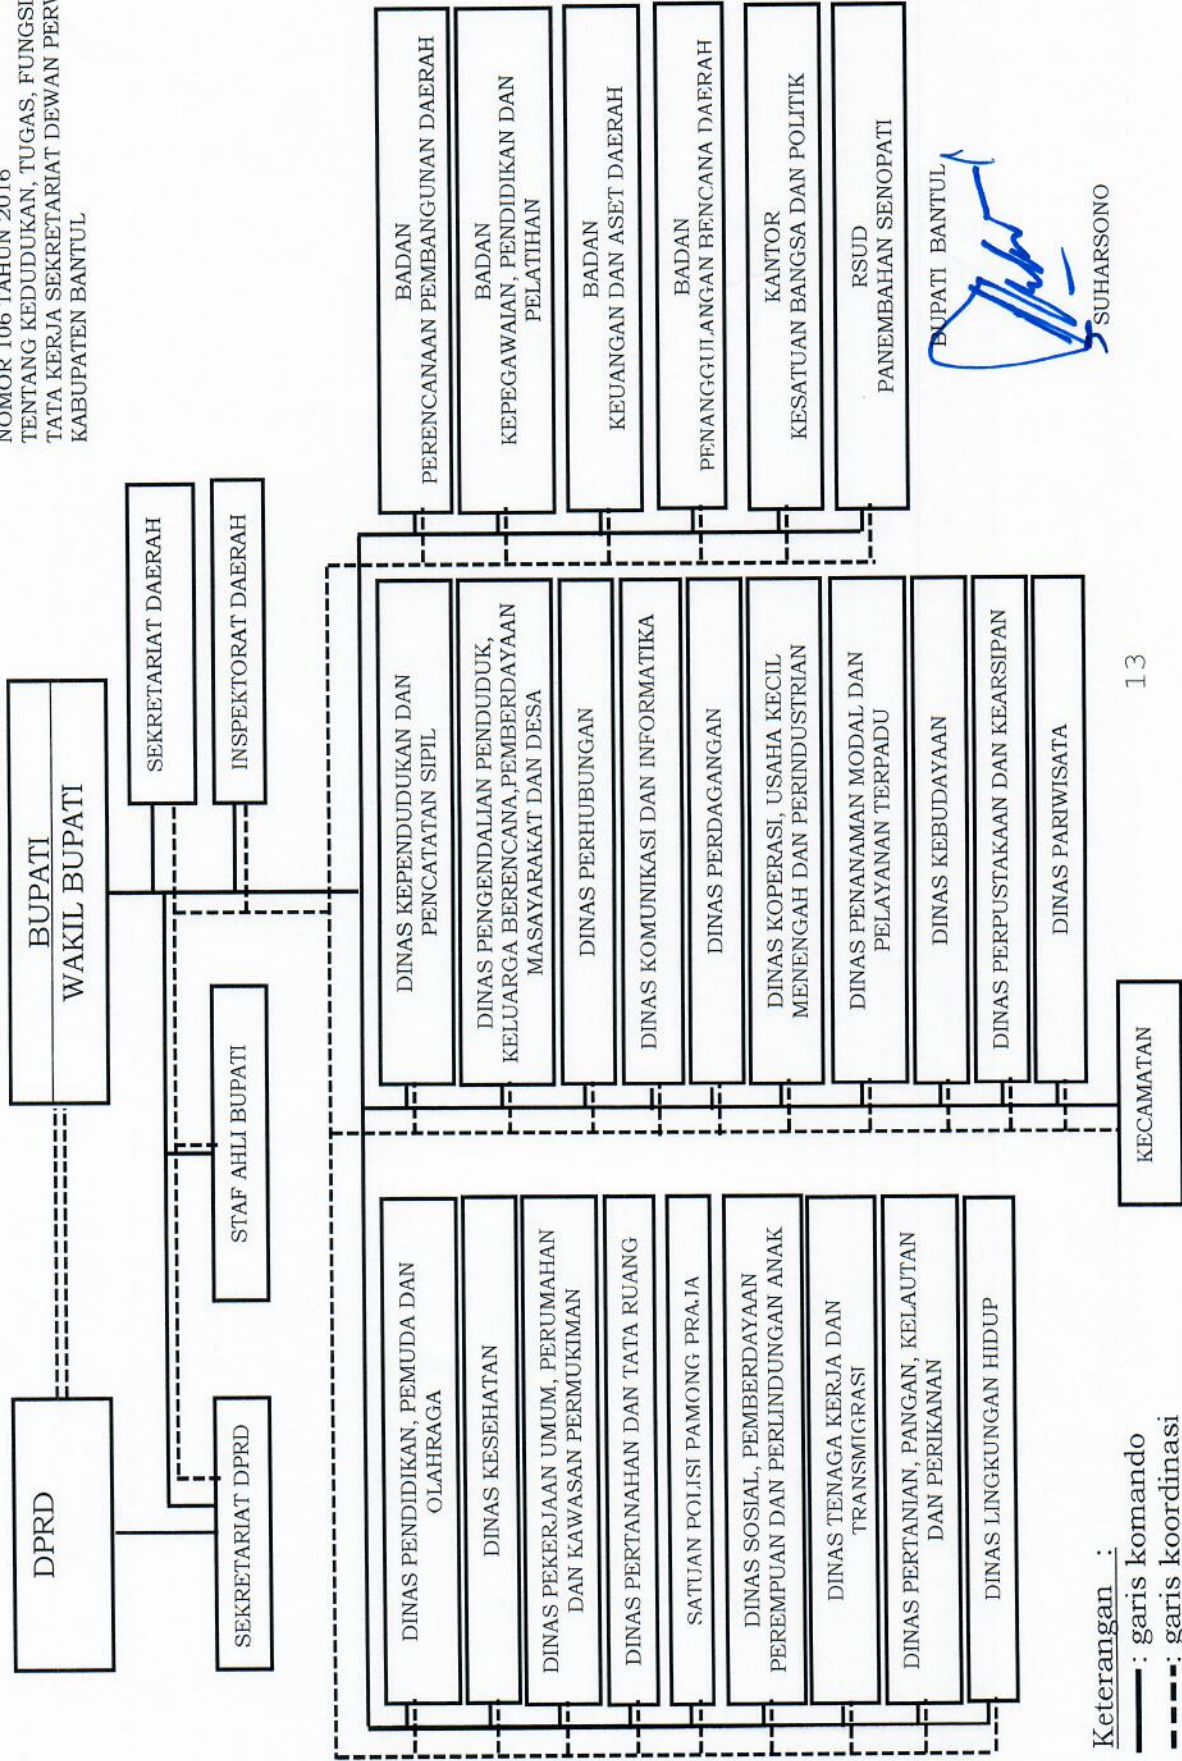 NOMOR 106 TAHUN 2016
TENTANG KEDUDUKAN, TUGAS, FUNGSI
TATA KERJA SEKRETARIAT DEWAN
KABUPATEN BANTUL
DPRD
BUPATI
WAKIL BUPATI
SEKRETARIAT DAERAH
INSPEKTORAT DAERAH
SEKRETARIAT DPRD
STAF AHLI BUPATI
DINAS PENDIDIKAN, PEMUDA DAN
OLAHRAGA
DINAS KESEHATAN
DINAS PEKERJAAN UMUM, PERUMAHAN
DAN KAWASAN PERMUKIMAN
DINAS PERTANAHAN DAN TATA RUANG
SATUAN POLISI PAMONG PRAJA
DINAS SOSIAL, PEMBERDAYAAN
PEREMPUAN DAN PERLINDUNGAN ANAK
DINAS TENAGA KERJA DAN
TRANSMIGRASI
DINAS PERTANIAN, PANGAN, KELAUTAN
DAN PERIKANAN
DINAS LINGKUNGAN HIDUP
DINAS KEPENDUDUKAN DAN
PENCATATAN SIPIL
DINAS PENGENDALIAN PENDUDUK,
KELUARGA BERENCANA,PEMBERDAYAAN
MASAYARAKAT DAN DESA
DINAS PERHUBUNGAN
DINAS KOMUNIKASI DAN INFORMATIKA
DINAS PERDAGANGAN
DINAS KOPERASI, USAHA KECIL
MENENGAH DAN PERINDUSTRIAN
DINAS PENANAMAN MODAL DAN
PELAYANAN TERPADU
DINAS KEBUDAYAAN
DINAS PERPUSTAKAAN DAN KEARSIPAN
DINAS PARIWISATA
KECAMATAN
BADAN
PERENCANAAN PEMBANGUNAN DAERAH
BADAN
KEPEGAWAIAN, PENDIDIKAN DAN
PELATIHAN
BADAN
KEUANGAN DAN ASET DAERAH
BADAN
PENANGGULANGAN BENCANA DAERAH
KANTOR
KESATUAN BANGSA DAN POLITIK
RSUD
PANEMBAHAN SENOPATI
BUPATI BANTUL
SUHARSONO
Keterangan :
: garis komando
: garis koordinasi
13